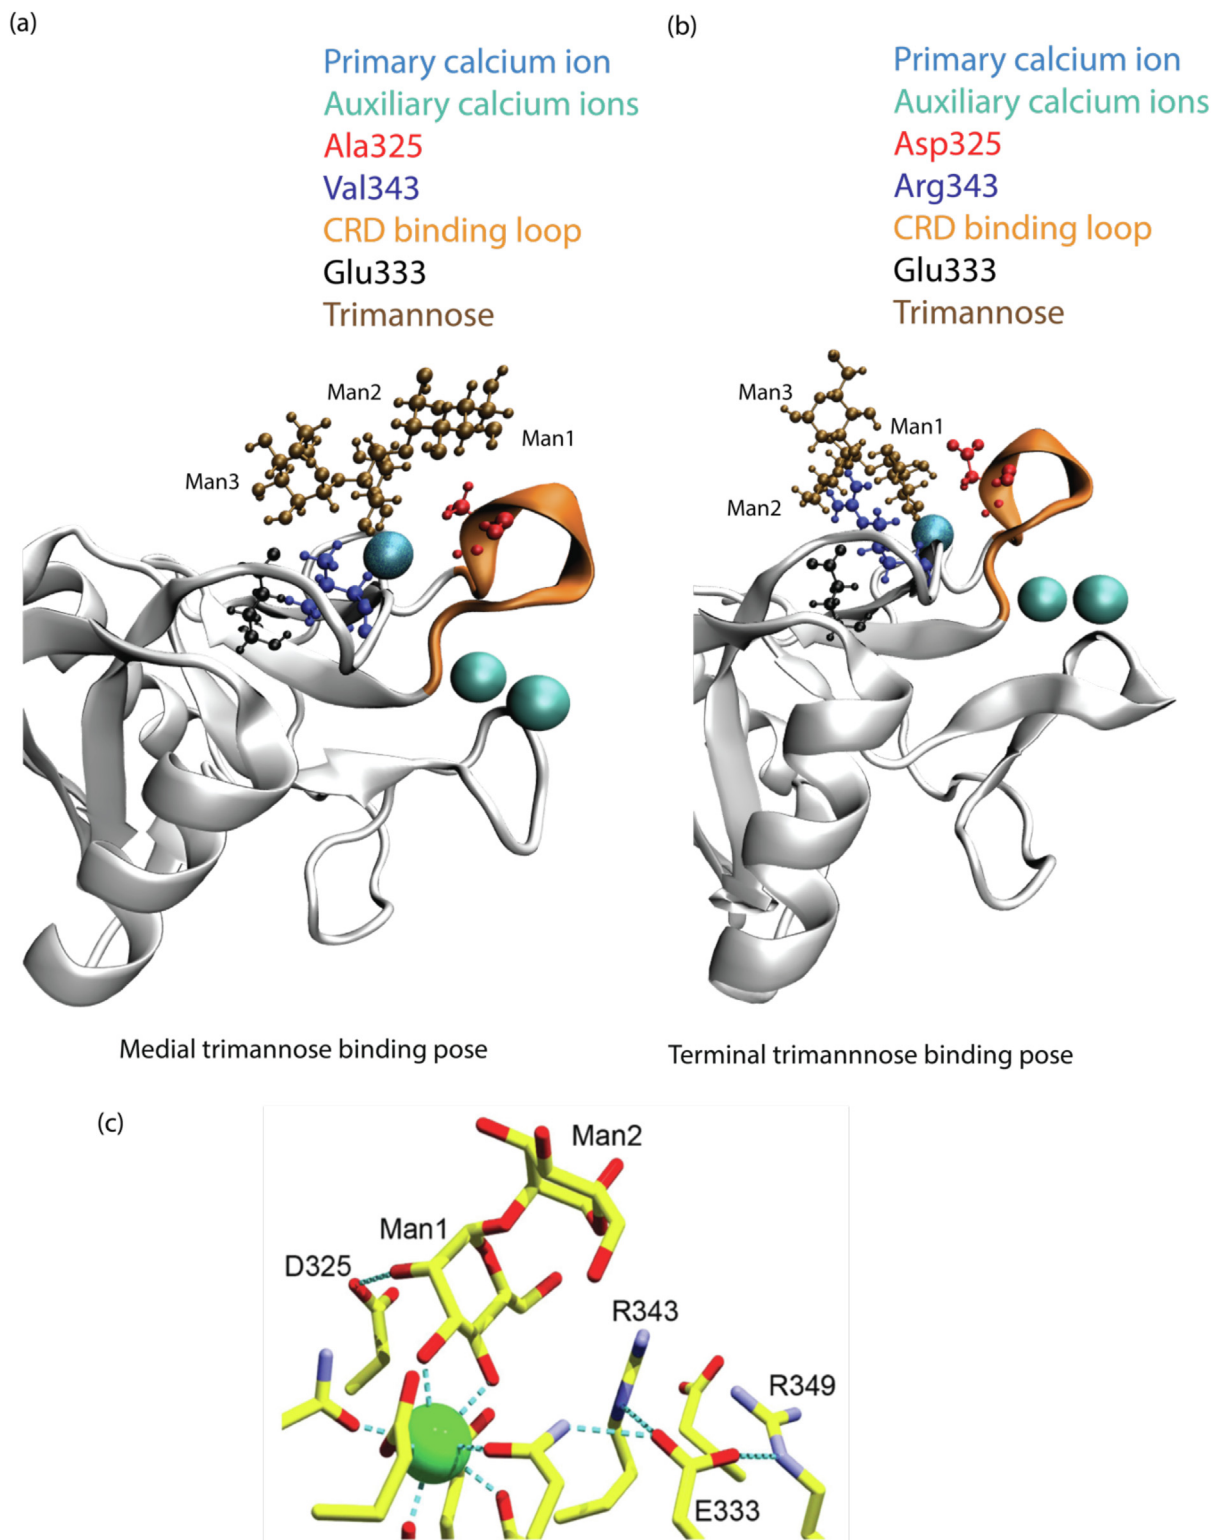 (a)
Primary calcium ion
Auxiliary calcium ions
Ala325
Val343
CRD binding loop
Glu333
Trimannose
Man2
Man1
Man3
Medial trimannose binding pose
(b)
Primary calcium ion
Auxiliary calcium ions
Asp325
Arg343
CRD binding loop
Glu333
Trimannose
Man3
Man1
Man2
Terminal trimannnose binding pose
(c)
Man2
Man1
D325
R343
R349
E333